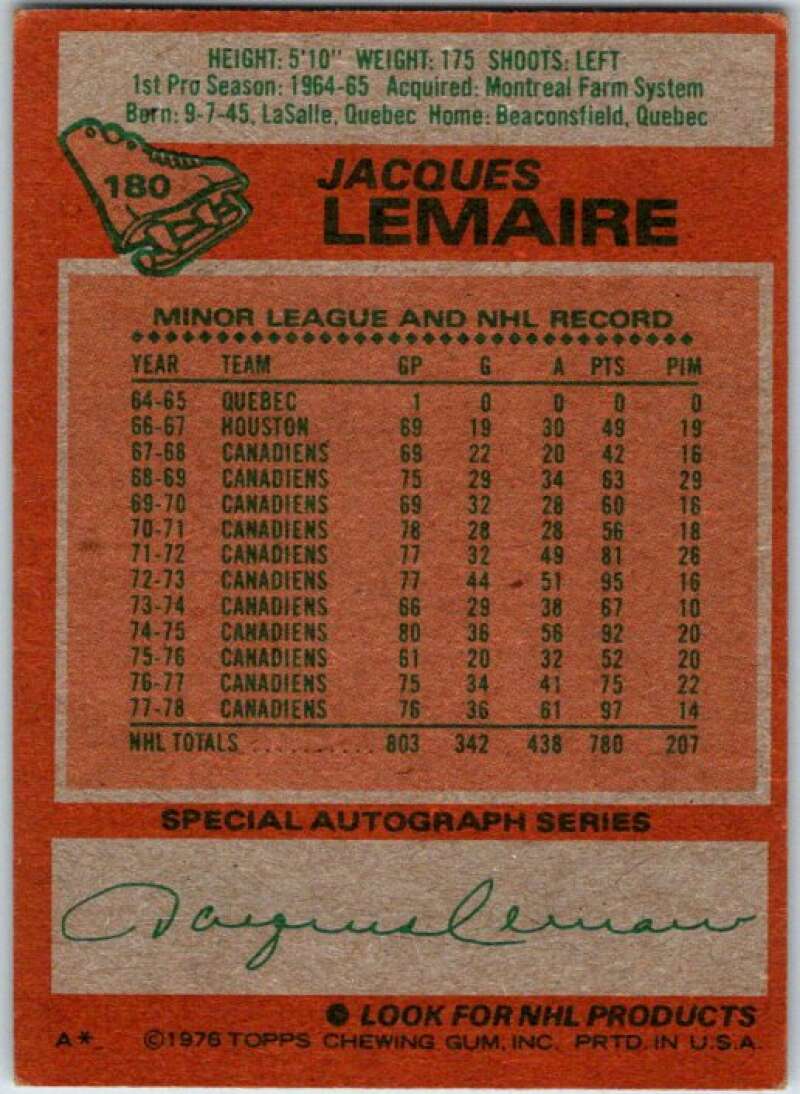 HEIGHT: 5'10" WEIGHT: 175 SHOOTS: LEFT
1st Pro Season: 1964-65 Acquired: Montreal Farm System
Born: 9-7-45, LaSalle, Quebec Home: Beaconsfield, Quebec
180
JACQUES
LEMAIRE
MINOR LEAGUE AND NHL RECORD
YEAR TEAM GP G A PTS PIM
64-65 QUEBEC 1 0 0 0 0
66-67 HOUSTON 69 19 30 49 19
67-68 CANADIENS 69 22 20 42 16
68-69 CANADIENS 75 29 34 63 29
69-70 CANADIENS 69 32 28 60 16
70-71 CANADIENS 78 28 28 56 18
71-72 CANADIENS 77 32 49 81 26
72-73 CANADIENS 77 44 51 95 16
73-74 CANADIENS 66 29 38 67 10
74-75 CANADIENS 80 36 56 92 20
75-76 CANADIENS 61 20 32 52 20
76-77 CANADIENS 75 34 41 75 22
77-78 CANADIENS 76 36 61 97 14
NHL TOTALS ............ 803 342 438 780 207
SPECIAL AUTOGRAPH SERIES
Jacques Lemaire
LOOK FOR NHL PRODUCTS
A* ©1976 TOPPS CHEWING GUM, INC. PRTD. IN U.S.A.